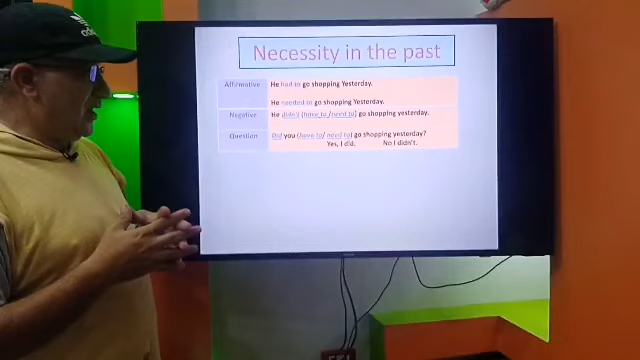 Necessity in the past
Affirmative He had to go shopping Yesterday.
He needed to go shopping Yesterday.
Negative He didn't (have to /need to) go shopping yesterday.
Question Did you (have to/ need to) go shopping yesterday?
Yes, I did. No I didn't.
adidas